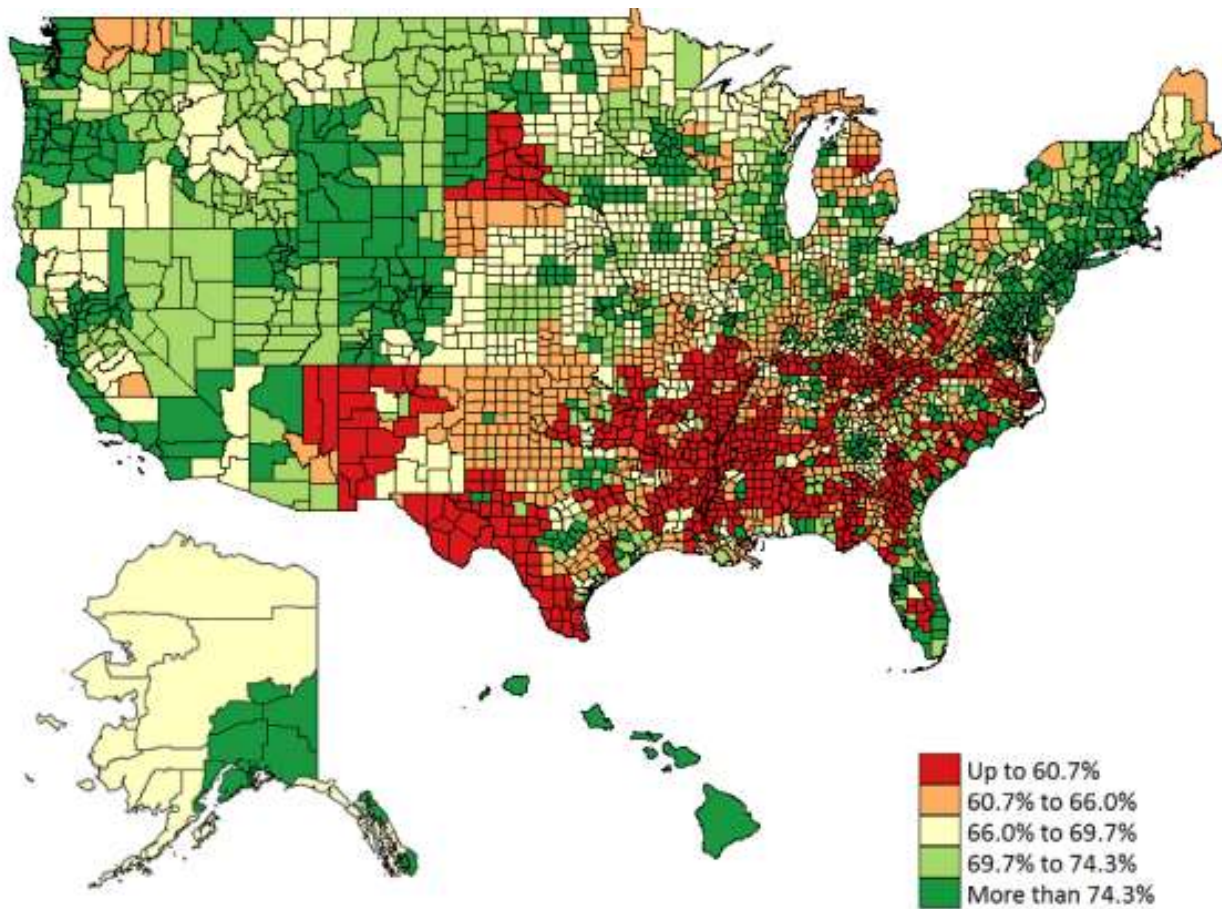 Up to 60.7%
60.7% to 66.0%
66.0% to 69.7%
69.7% to 74.3%
More than 74.3%